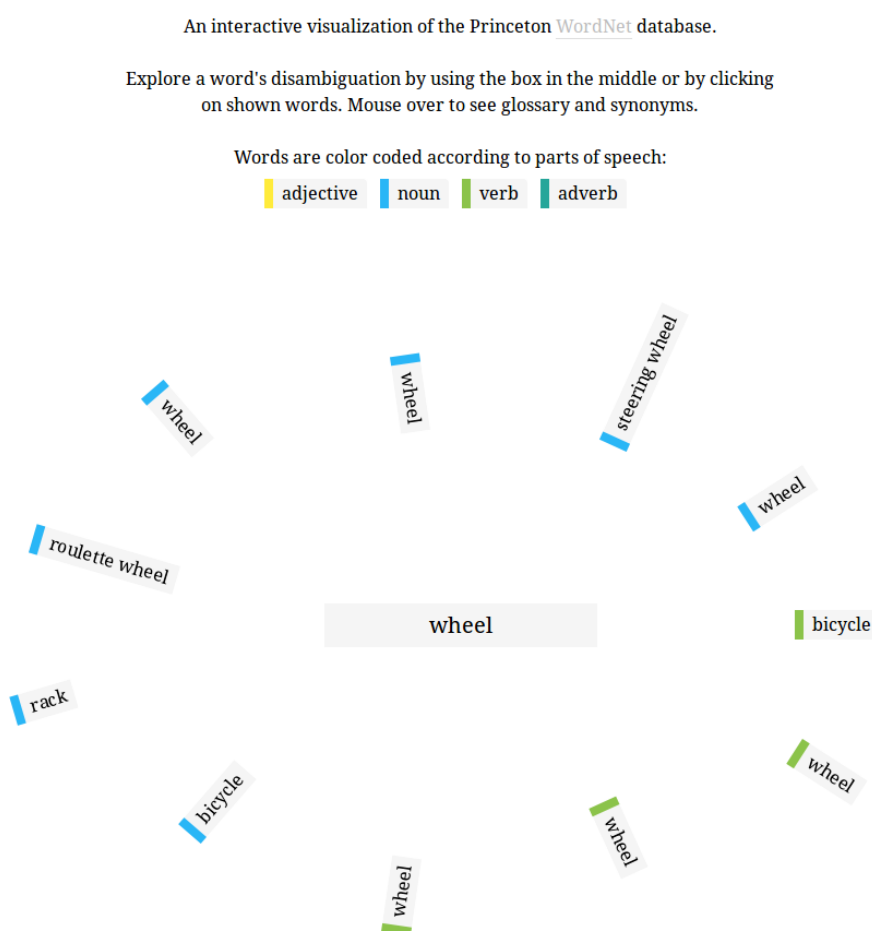 An interactive visualization of the Princeton WordNet database.
Explore a word's disambiguation by using the box in the middle or by clicking
on shown words. Mouse over to see glossary and synonyms.
Words are color coded according to parts of speech:
adjective noun verb adverb
steering wheel
wheel
wheel
wheel
roulette wheel
wheel
bicycle
rack
wheel
bicycle
wheel
wheel